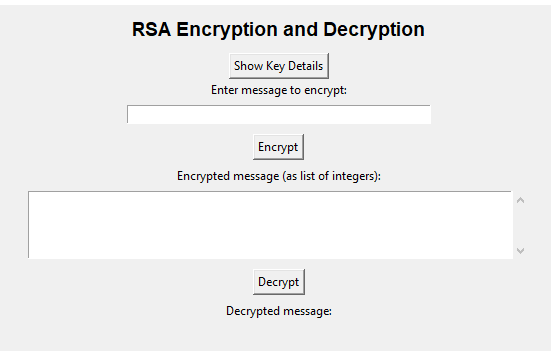 RSA Encryption and Decryption
Show Key Details
Enter message to encrypt:
Encrypt
Encrypted message (as list of integers):
Decrypt
Decrypted message: